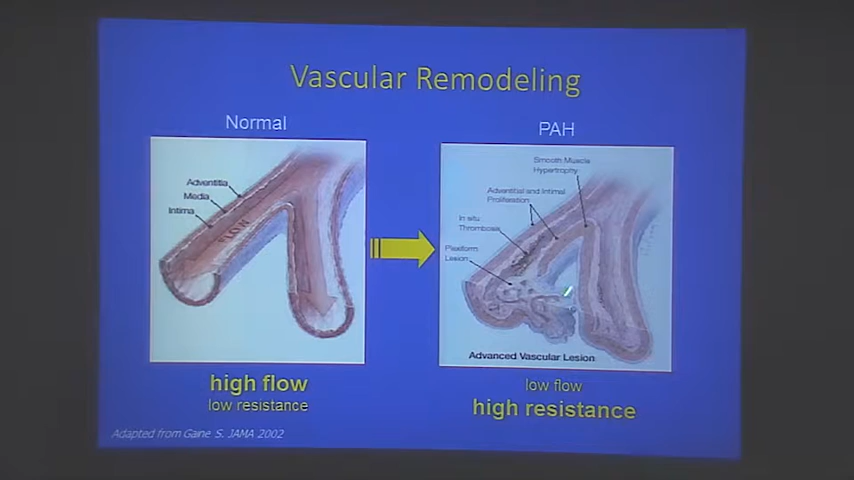 Vascular Remodeling
Normal
Adventitia
Media
Intima
FLOW
high flow
low resistance
PAH
Smooth Muscle
Hypertrophy
Adventitial and Intimal
Proliferation
In situ
Thrombosis
Plexiform
Lesion
Advanced Vascular Lesion
low flow
high resistance
Adapted from Gaine S. JAMA 2002